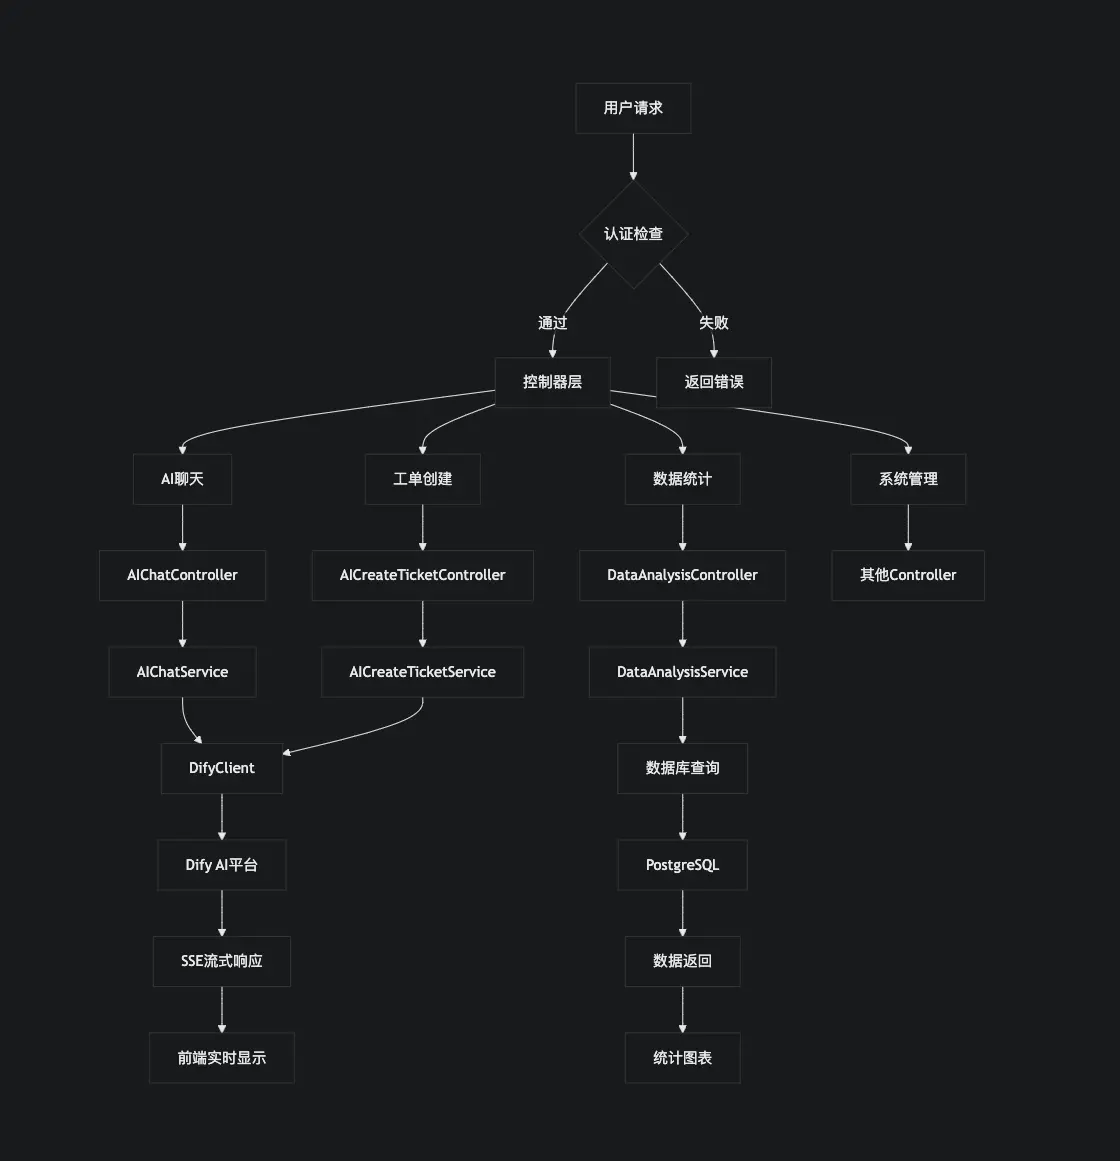 用户请求
认证检查
通过
失败
控制器层
返回错误
AI聊天
工单创建
数据统计
系统管理
AIChatController
AICreateTicketController
DataAnalysisController
其他Controller
AIChatService
AICreateTicketService
DataAnalysisService
DifyClient
数据库查询
Dify AI平台
PostgreSQL
SSE流式响应
数据返回
前端实时显示
统计图表